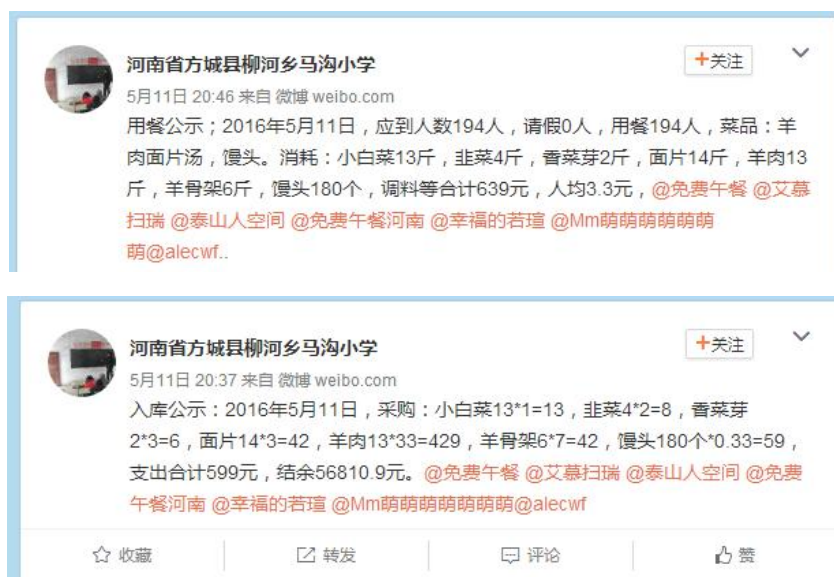 河南省方城县柳河乡马沟小学
+关注
5月11日 20:46 来自 微博 weibo.com
用餐公示；2016年5月11日，应到人数194人，请假0人，用餐194人，菜品：羊
肉面片汤，馒头。消耗：小白菜13斤，韭菜4斤，香菜芽2斤，面片14斤，羊肉13
斤，羊骨架6斤，馒头180个，调料等合计639元，人均3.3元，@免费午餐 @艾慕
扫瑞 @泰山人空间 @免费午餐河南 @幸福的若瑄 @Mm萌萌萌萌萌萌
萌@alecwf..
河南省方城县柳河乡马沟小学
+关注
5月11日 20:37 来自 微博 weibo.com
入库公示：2016年5月11日，采购：小白菜13*1=13，韭菜4*2=8，香菜芽
2*3=6，面片14*3=42，羊肉13*33=429，羊骨架6*7=42，馒头180个*0.33=59，
支出合计599元，结余56810.9元。@免费午餐 @艾慕扫瑞 @泰山人空间 @免费
午餐河南 @幸福的若瑄 @Mm萌萌萌萌萌萌萌@alecwf
收藏 转发 评论 赞